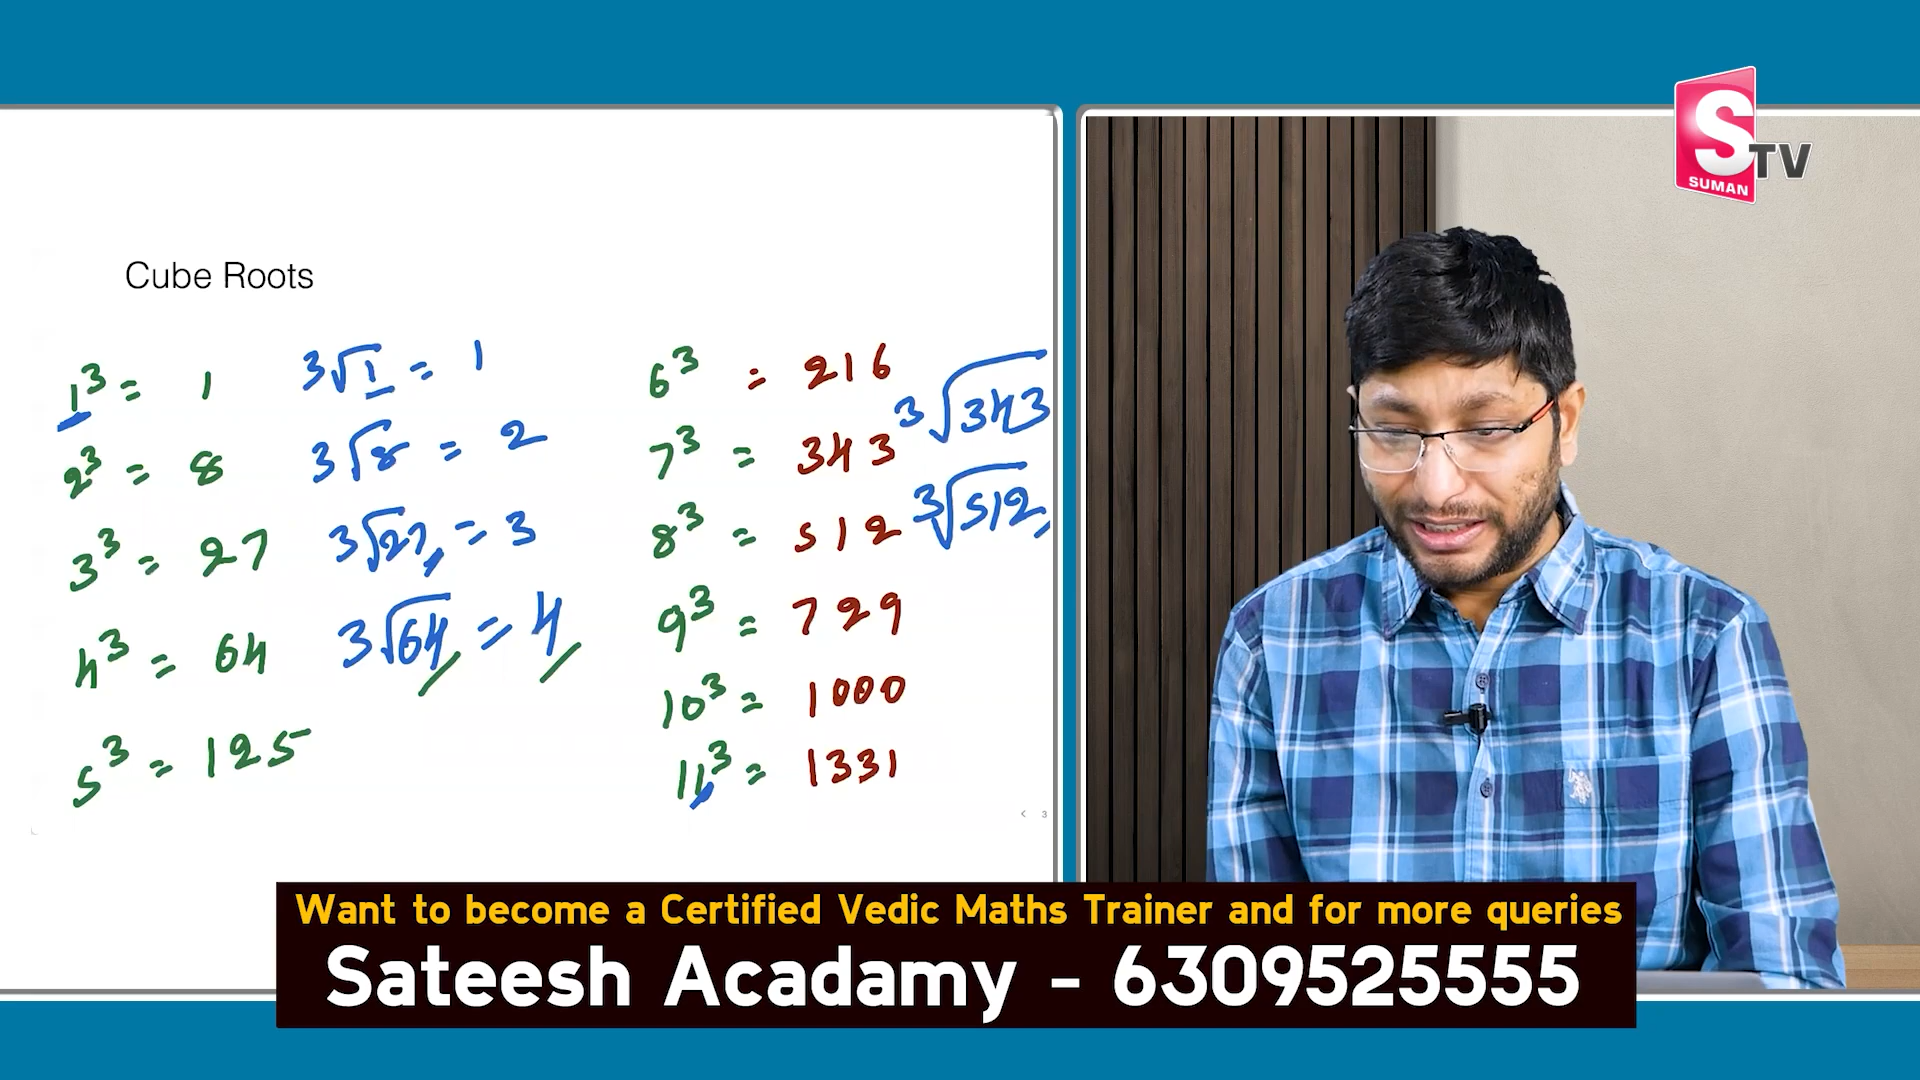 S
TV
SUMAN
Cube Roots
1³ = 1
2³ = 8
3³ = 27
4³ = 64
5³ = 125
3√1 = 1
3√8 = 2
3√27 = 3
3√64 = 4
6³ = 216
7³ = 343
8³ = 512
9³ = 729
10³ = 1000
11³ = 1331
3√343
3√512
< 3
Want to become a Certified Vedic Maths Trainer and for more queries
Sateesh Acadamy - 6309525555